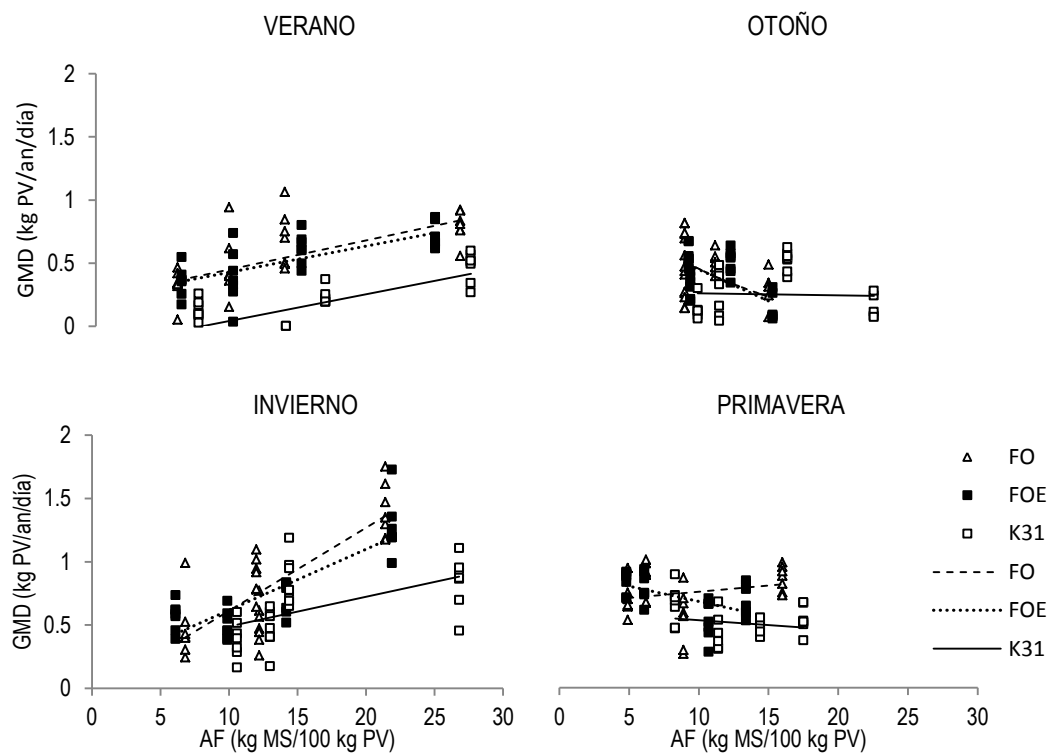 VERANO
OTOÑO
GMD (kg PV/an/día)
2
1.5
1
0.5
0
INVIERNO
PRIMAVERA
GMD (kg PV/an/día)
2
1.5
1
0.5
0
0 5 10 15 20 25 30
AF (kg MS/100 kg PV)
0 5 10 15 20 25 30
AF (kg MS/100 kg PV)
FO
FOE
K31
FO
FOE
K31